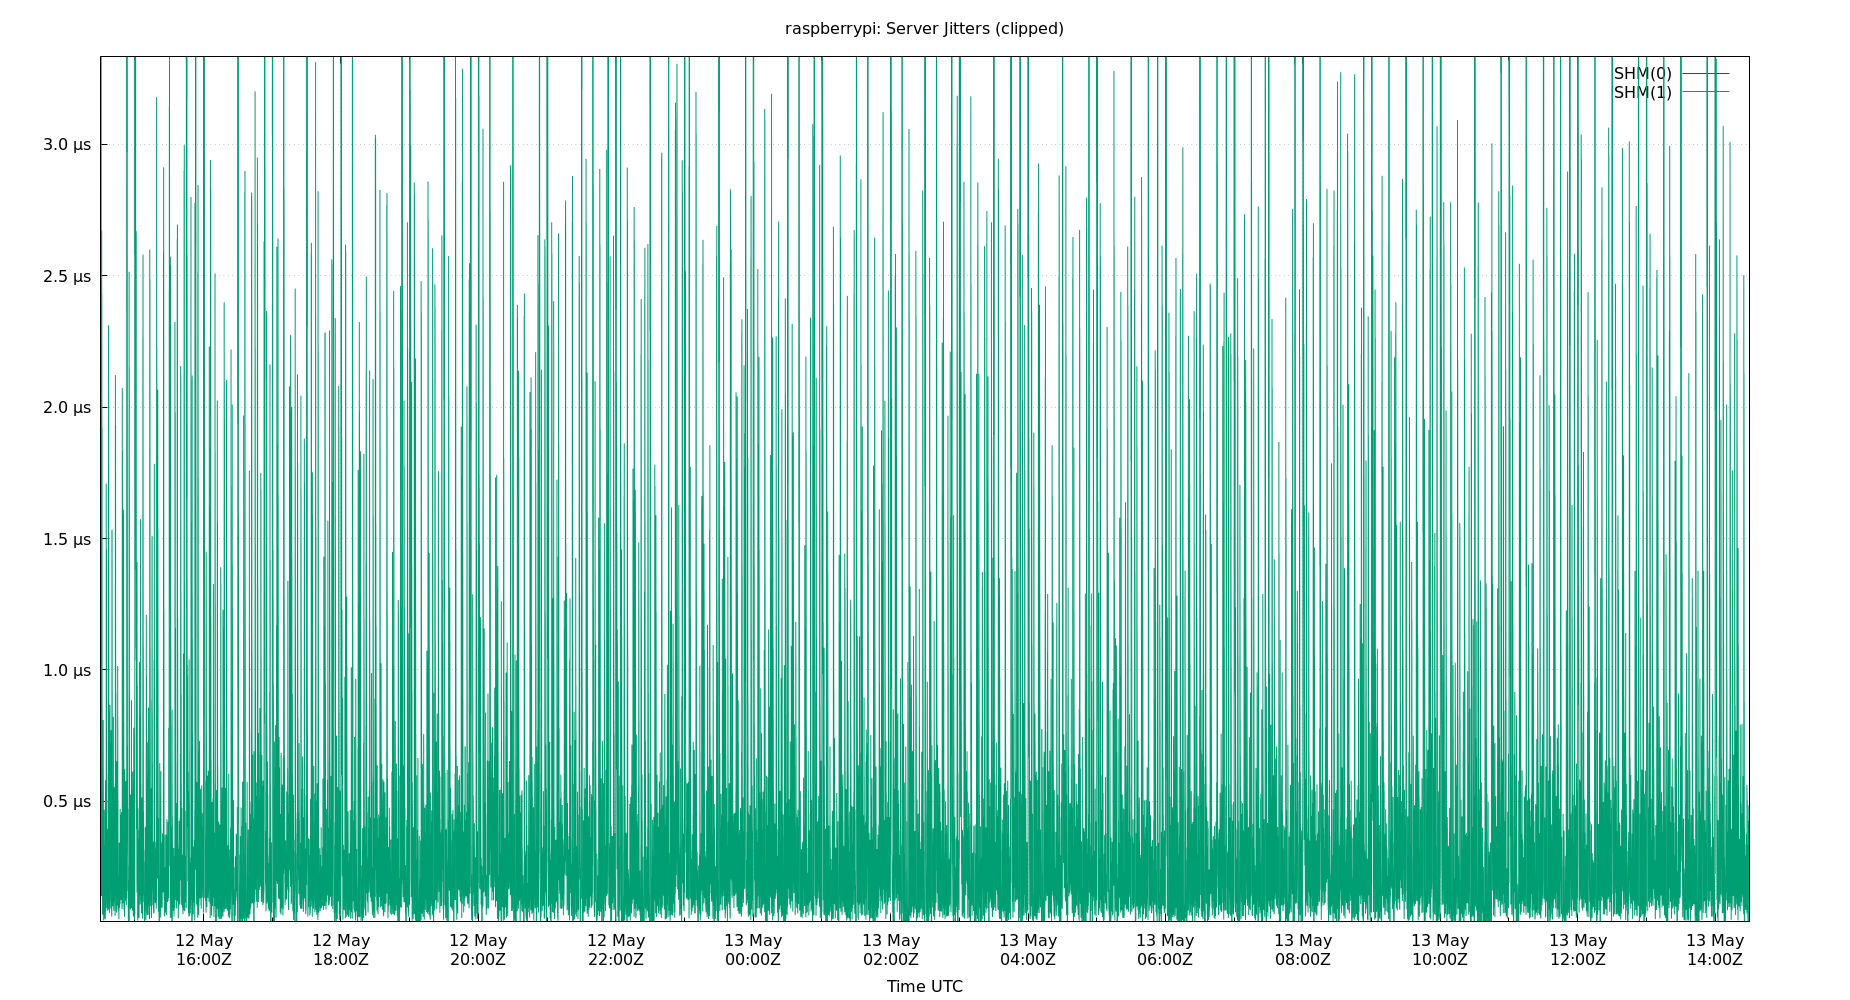 raspberrypi: Server Jitters (clipped)
SHM(0)
SHM(1)
3.0 µs
2.5 µs
2.0 µs
1.5 µs
1.0 µs
0.5 µs
12 May 12 May 12 May 12 May 13 May 13 May 13 May 13 May 13 May 13 May 13 May 13 May
16:00Z 18:00Z 20:00Z 22:00Z 00:00Z 02:00Z 04:00Z 06:00Z 08:00Z 10:00Z 12:00Z 14:00Z
Time UTC